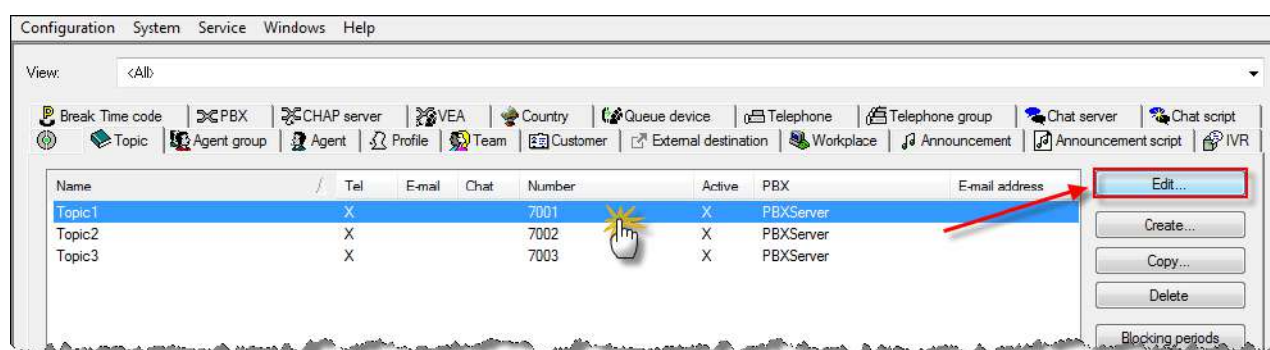 Configuration System Service Windows Help
View: <All>
Break Time code PBX CHAP server VEA Country Queue device Telephone Telephone group Chat server Chat script
Topic Agent group Agent Profile Team Customer External destination Workplace Announcement Announcement script IVR
Name / Tel E-mail Chat Number Active PBX E-mail address Edit...
Topic1 X 7001 X PBXServer
Create...
Topic2 X 7002 X PBXServer
Topic3 X 7003 X PBXServer
Copy...
Delete
Blocking periods